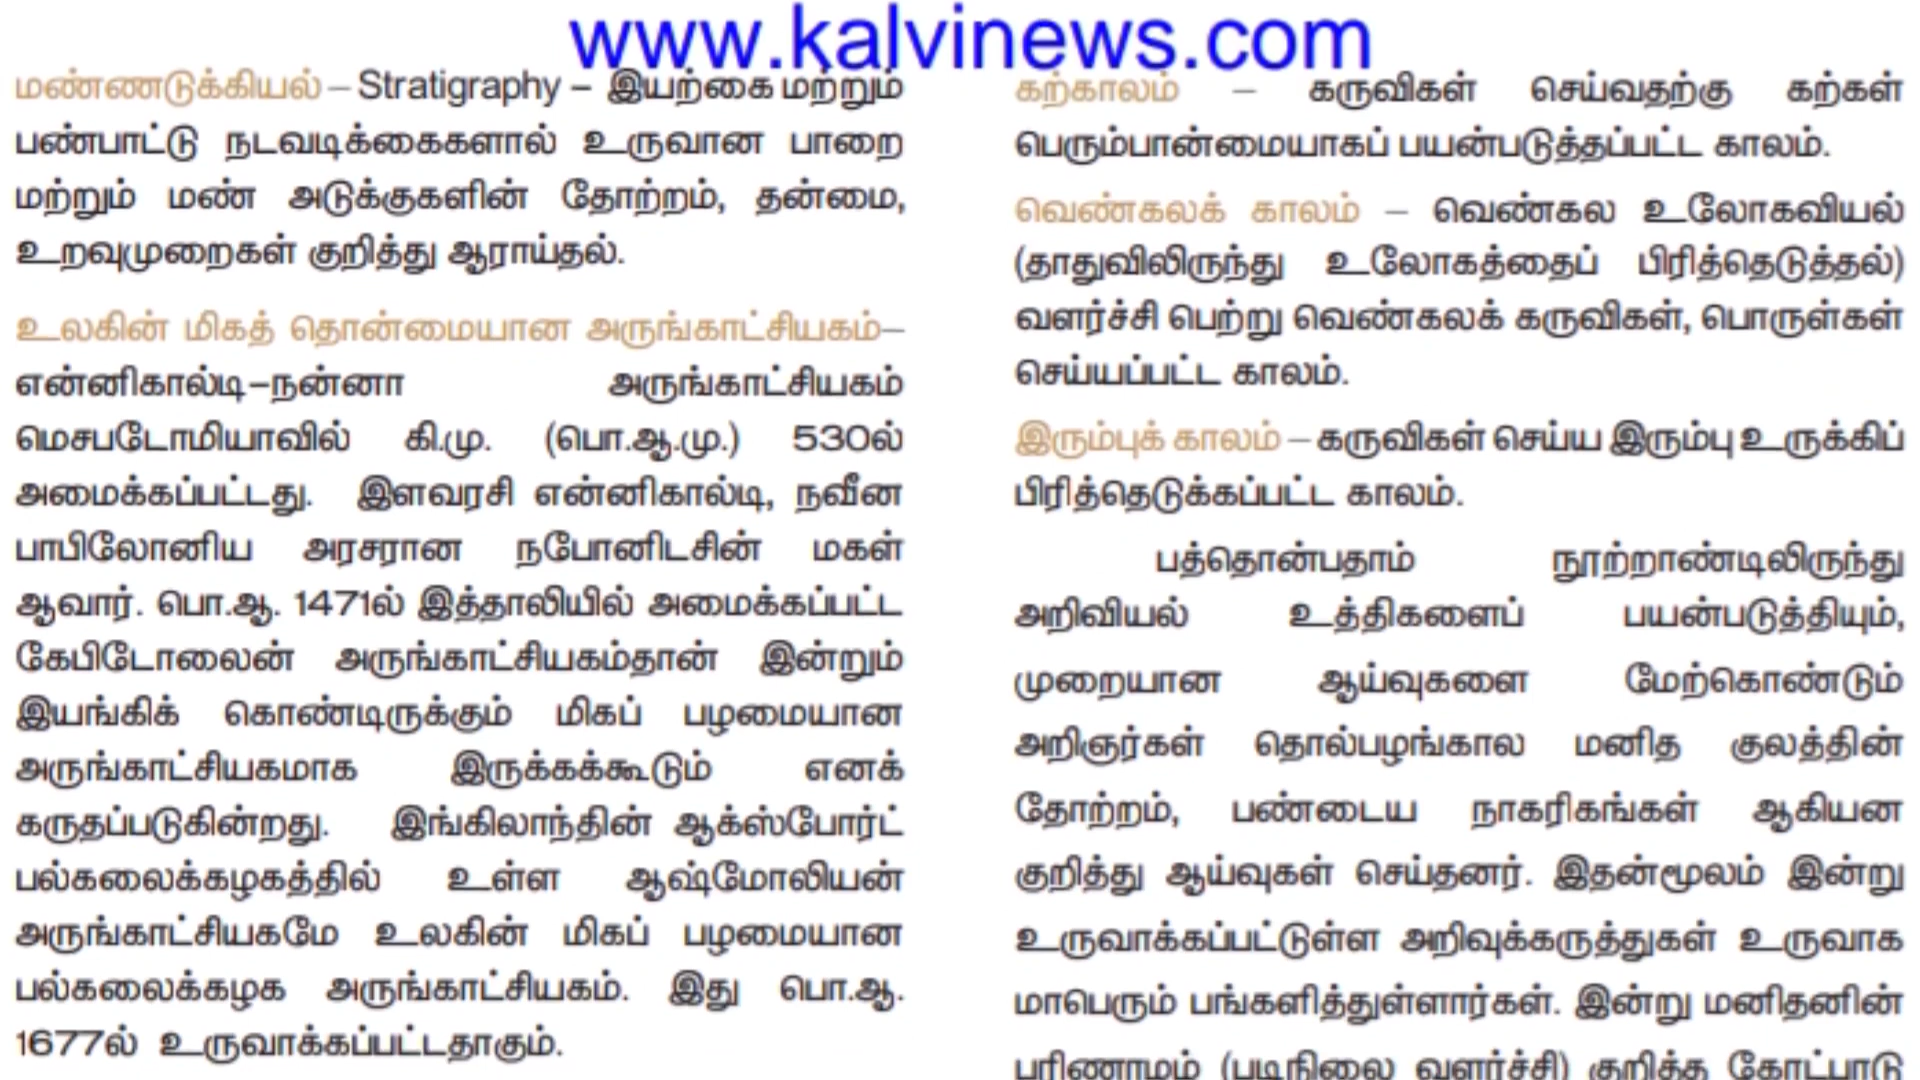 www.kalvinews.com
மண்ணடுக்கியல் – Stratigraphy – இயற்கை மற்றும்
பண்பாட்டு நடவடிக்கைகளால் உருவான பாறை
மற்றும் மண் அடுக்குகளின் தோற்றம், தன்மை,
உறவுமுறைகள் குறித்து ஆராய்தல்.
உலகின் மிகத் தொன்மையான அருங்காட்சியகம்–
என்னிகால்டி–நன்னா அருங்காட்சியகம்
மெசபடோமியாவில் கி.மு. (பொ.ஆ.மு.) 530ல்
அமைக்கப்பட்டது. இளவரசி என்னிகால்டி, நவீன
பாபிலோனிய அரசரான நபோனிடசின் மகள்
ஆவார். பொ.ஆ. 1471ல் இத்தாலியில் அமைக்கப்பட்ட
கேபிடோலைன் அருங்காட்சியகம்தான் இன்றும்
இயங்கிக் கொண்டிருக்கும் மிகப் பழமையான
அருங்காட்சியகமாக இருக்கக்கூடும் எனக்
கருதப்படுகின்றது. இங்கிலாந்தின் ஆக்ஸ்போர்ட்
பல்கலைக்கழகத்தில் உள்ள ஆஷ்மோலியன்
அருங்காட்சியகமே உலகின் மிகப் பழமையான
பல்கலைக்கழக அருங்காட்சியகம். இது பொ.ஆ.
1677ல் உருவாக்கப்பட்டதாகும்.
கற்காலம் – கருவிகள் செய்வதற்கு கற்கள்
பெரும்பான்மையாகப் பயன்படுத்தப்பட்ட காலம்.
வெண்கலக் காலம் – வெண்கல உலோகவியல்
(தாதுவிலிருந்து உலோகத்தைப் பிரித்தெடுத்தல்)
வளர்ச்சி பெற்று வெண்கலக் கருவிகள், பொருள்கள்
செய்யப்பட்ட காலம்.
இரும்புக் காலம் – கருவிகள் செய்ய இரும்பு உருக்கிப்
பிரித்தெடுக்கப்பட்ட காலம்.
பத்தொன்பதாம் நூற்றாண்டிலிருந்து
அறிவியல் உத்திகளைப் பயன்படுத்தியும்,
முறையான ஆய்வுகளை மேற்கொண்டும்
அறிஞர்கள் தொல்பழங்கால மனித குலத்தின்
தோற்றம், பண்டைய நாகரிகங்கள் ஆகியன
குறித்து ஆய்வுகள் செய்தனர். இதன்மூலம் இன்று
உருவாக்கப்பட்டுள்ள அறிவுக்கருத்துகள் உருவாக
மாபெரும் பங்களித்துள்ளார்கள். இன்று மனிதனின்
பரிணாமம் (படிநிலை வளர்ச்சி) குறித்த கோட்பாடு